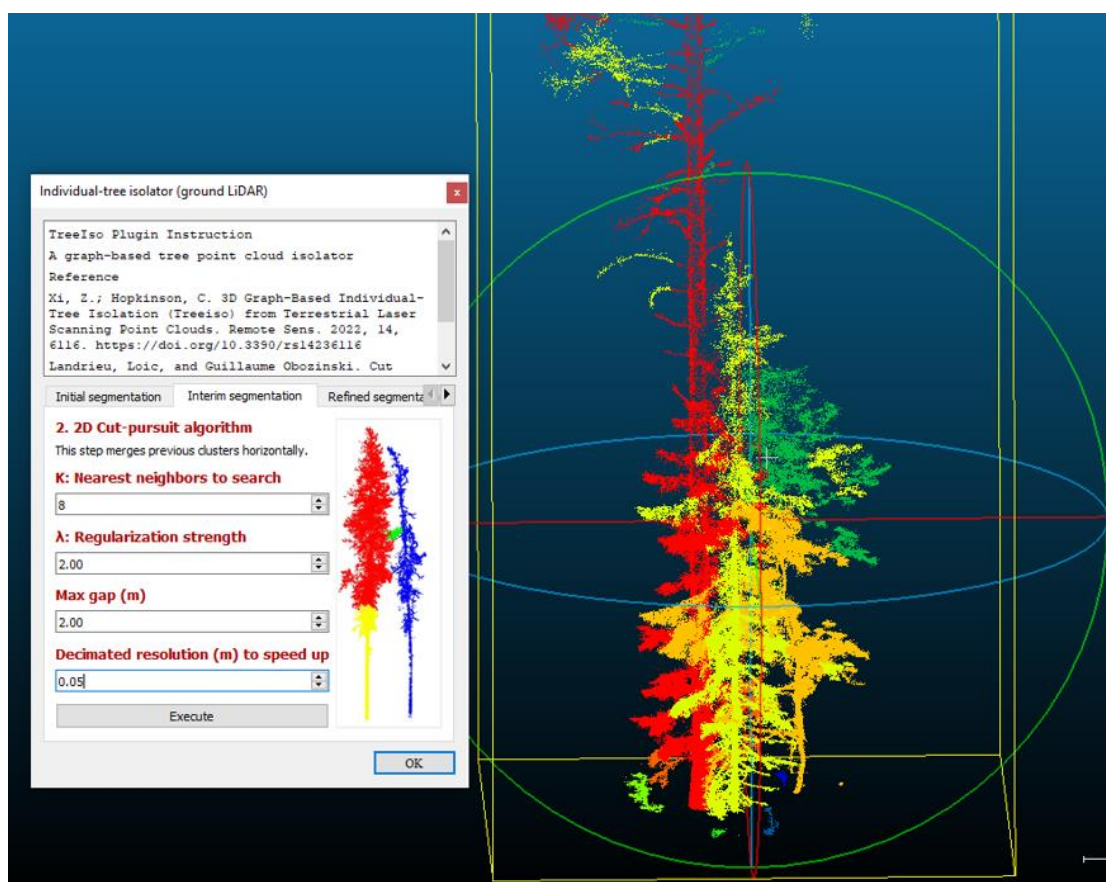 Individual-tree isolator (ground LiDAR)
x
TreeIso Plugin Instruction
A graph-based tree point cloud isolator
Reference
Xi, Z.; Hopkinson, C. 3D Graph-Based Individual-
Tree Isolation (Treeiso) from Terrestrial Laser
Scanning Point Clouds. Remote Sens. 2022, 14,
6116. https://doi.org/10.3390/rs14236116
Landrieu, Loic, and Guillaume Obozinski. Cut
Initial segmentation Interim segmentation Refined segmenta
2. 2D Cut-pursuit algorithm
This step merges previous clusters horizontally.
K: Nearest neighbors to search
8
λ: Regularization strength
2.00
Max gap (m)
2.00
Decimated resolution (m) to speed up
0.05
Execute
OK